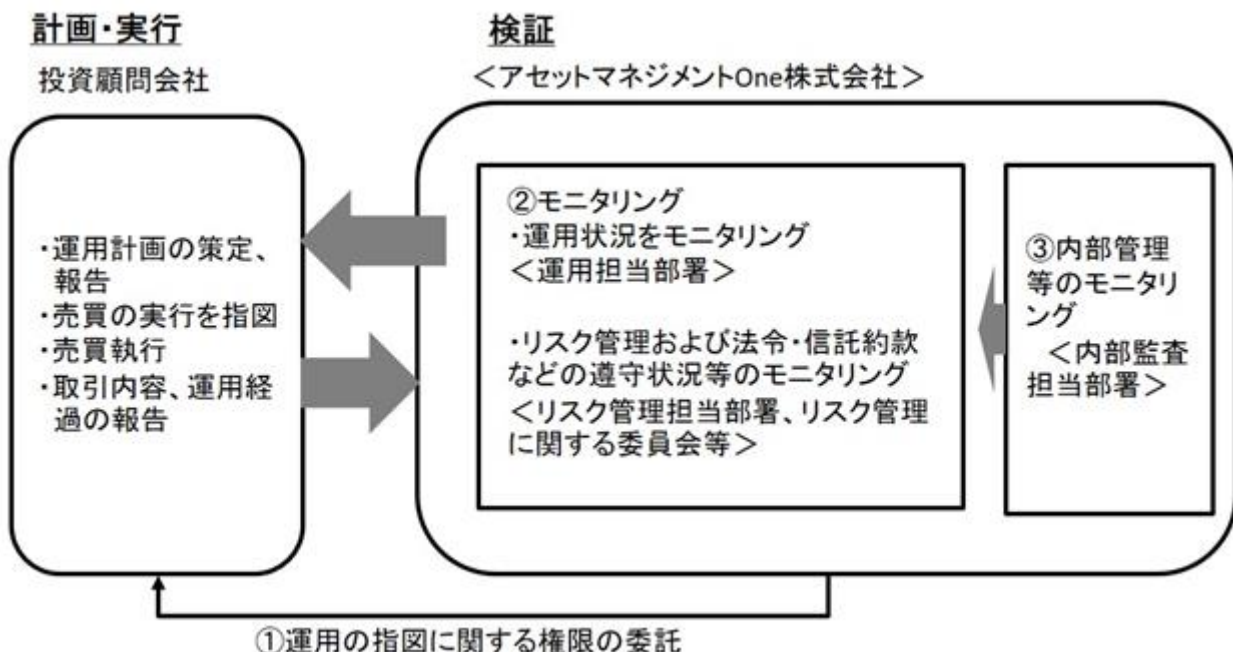 計画・実行
投資顧問会社
・運用計画の策定、
報告
・売買の実行を指図
・売買執行
・取引内容、運用経
過の報告
検証
＜アセットマネジメントOne株式会社＞
②モニタリング
・運用状況をモニタリング
＜運用担当部署＞
・リスク管理および法令・信託約款
などの遵守状況等のモニタリング
＜リスク管理担当部署、リスク管理
に関する委員会等＞
③内部管理
等のモニタリ
ング
＜内部監査
担当部署＞
①運用の指図に関する権限の委託